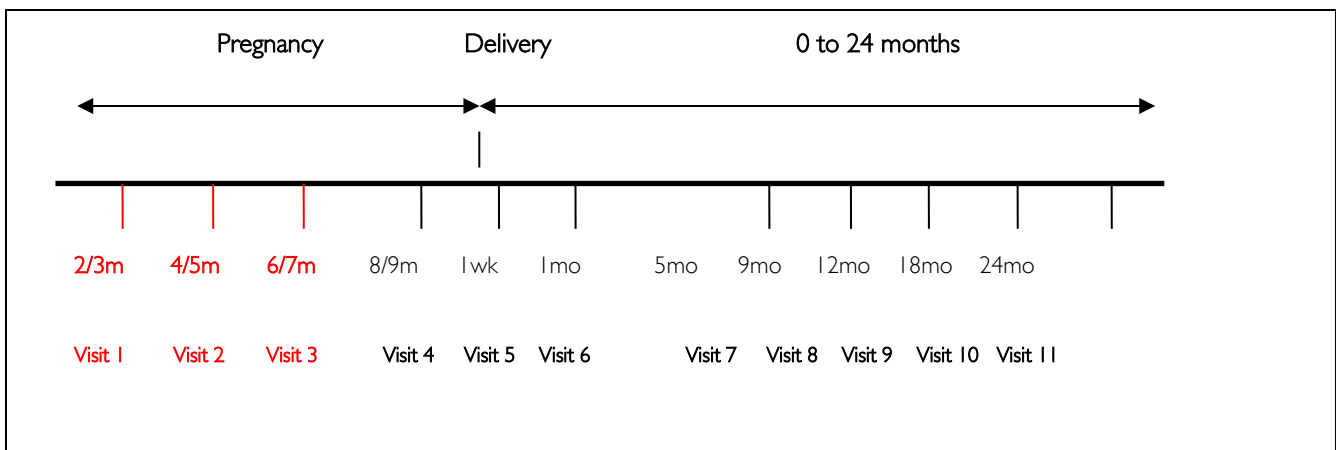 Pregnancy Delivery 0 to 24 months
2/3m 4/5m 6/7m 8/9m 1wk 1mo 5mo 9mo 12mo 18mo 24mo
Visit 1 Visit 2 Visit 3 Visit 4 Visit 5 Visit 6 Visit 7 Visit 8 Visit 9 Visit 10 Visit 11